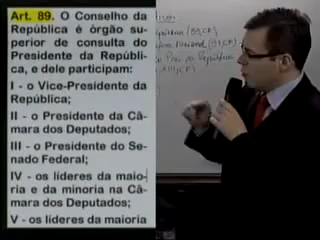 Art. 89. O Conselho da
República é órgão su-
perior de consulta do
Presidente da Repúbli-
ca, e dele participam:
I - o Vice-Presidente da
República;
II - o Presidente da Câ-
mara dos Deputados;
III - o Presidente do Se-
nado Federal;
IV - os líderes da maio-
ria e da minoria na Câ-
mara dos Deputados;
V - os líderes da maioria